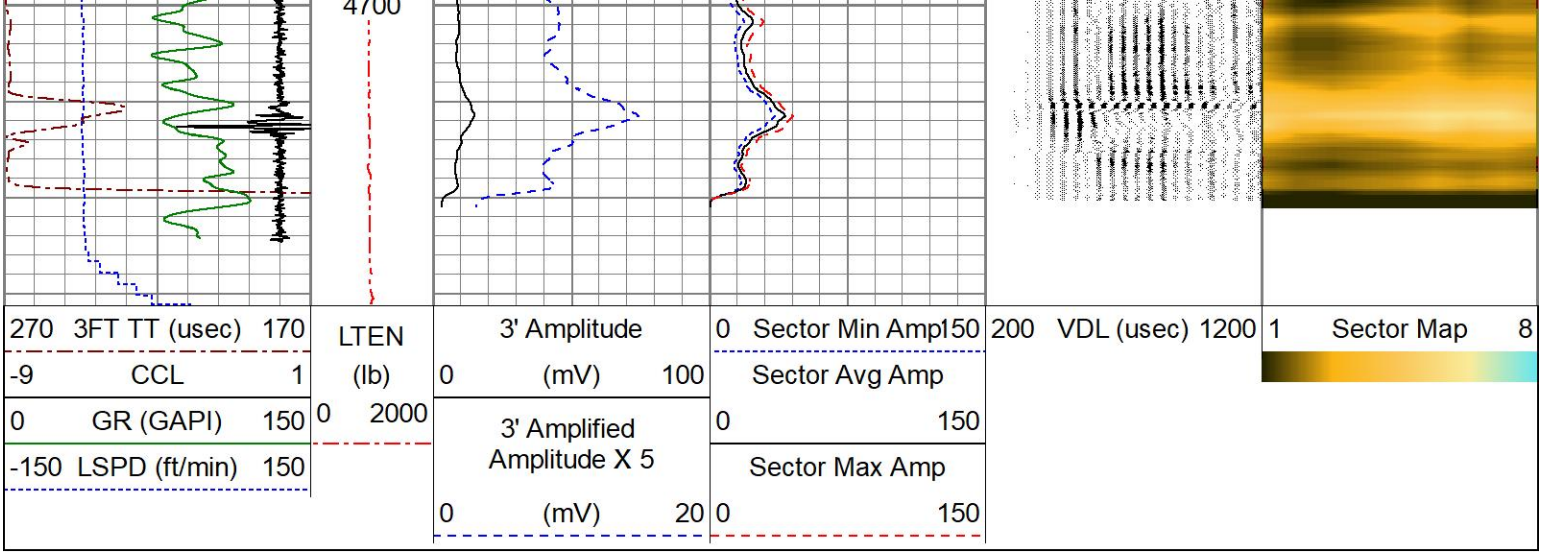 4700
270 3FT TT (usec) 170
-9 CCL 1
0 GR (GAPI) 150
-150 LSPD (ft/min) 150
LTEN
(lb)
0 2000
3' Amplitude
0 (mV) 100
3' Amplified
Amplitude X 5
0 (mV) 20
0 Sector Min Amp150
Sector Avg Amp
0 150
Sector Max Amp
0 150
200 VDL (usec) 1200
1 Sector Map 8